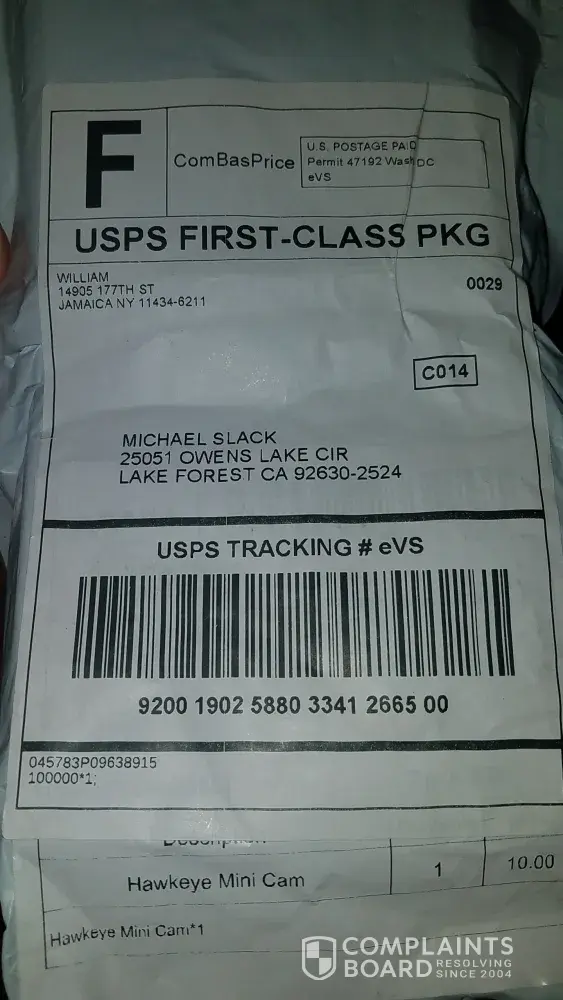 F
ComBasPrice
U.S. POSTAGE PAID
Permit 47192 Wash DC
eVS
USPS FIRST-CLASS PKG
WILLIAM
14905 177TH ST
JAMAICA NY 11434-6211
0029
C014
MICHAEL SLACK
25051 OWENS LAKE CIR
LAKE FOREST CA 92630-2524
USPS TRACKING # eVS
9200 1902 5880 3341 2665 00
045783P09638915
100000*1;
Hawkeye Mini Cam 1 10.00
Hawkeye Mini Cam*1
COMPLAINTS
BOARD RESOLVING
SINCE 2004